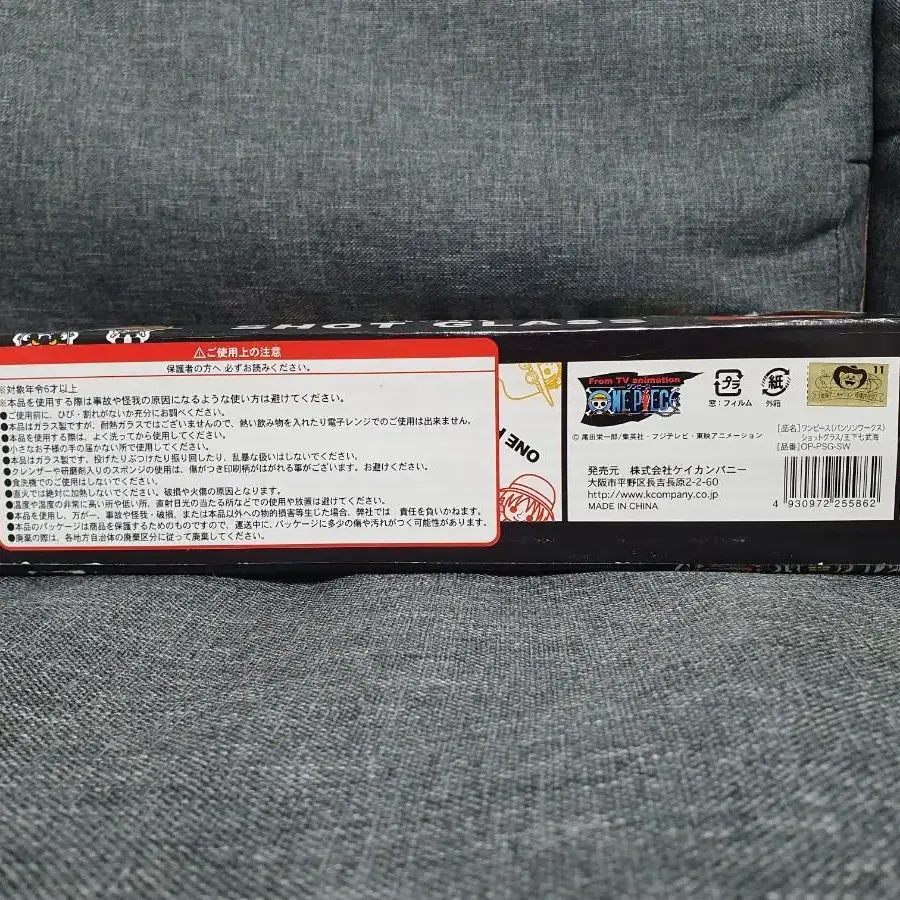 SHOT GLASS
⚠ご使用上の注意
保護者の方へ 必ずお読みください。
※対象年令6才以上
※本品を使用する際は事故や怪我の原因になるような使い方は避けてください。
●ご使用前に、ひび・割れがないか充分にお調べください。
●本品はガラス製ですが、耐熱ガラスではございませんので、熱い飲み物を入れたり電子レンジでのご使用は出来ません。
●本品を使用する際は、よく洗ってから使用してください。
●小さなお子様の手の届かない所で使用してください。
●本品はガラス製です、投げたりぶつけたり振り回したり、乱暴な扱いはしないでください。
●クレンザーや研磨剤入りのスポンジの使用は、傷がつき印刷柄がはがれる事がございます。お避けください。
●食洗機でのご使用はしないでください。
●直火では絶対に加熱しないでください。破損や火傷の原因となります。
●温度や湿度の非常に高い所や低い所、直射日光の当たる所などでの使用や放置は避けてください。
●本品を使用し、万が一、事故や怪我・破損、または本品以外への物的損害等生じた場合、弊社では 責任を負いかねます。
●本品のパッケージは商品を保護するためのものですので、運送中に、パッケージに多少の傷や汚れがつく可能性があります。
●廃棄の際は、各地方自治体の廃棄区分に従って廃棄してください。
ONE
From TV animation
ワンピース
ONE PIECE
プラ
窓：フィルム
紙
外箱
11
© 尾田栄一郎/集英社・フジテレビ・東映アニメーション
[品名]ワンピース(パンソンワークス)
ショットグラス/王下七武海
[品番]OP-PSG-SW
発売元 株式会社ケイカンパニー
大阪市平野区長吉長原2-2-60
http://www.kcompany.co.jp
MADE IN CHINA
4 930972 255862